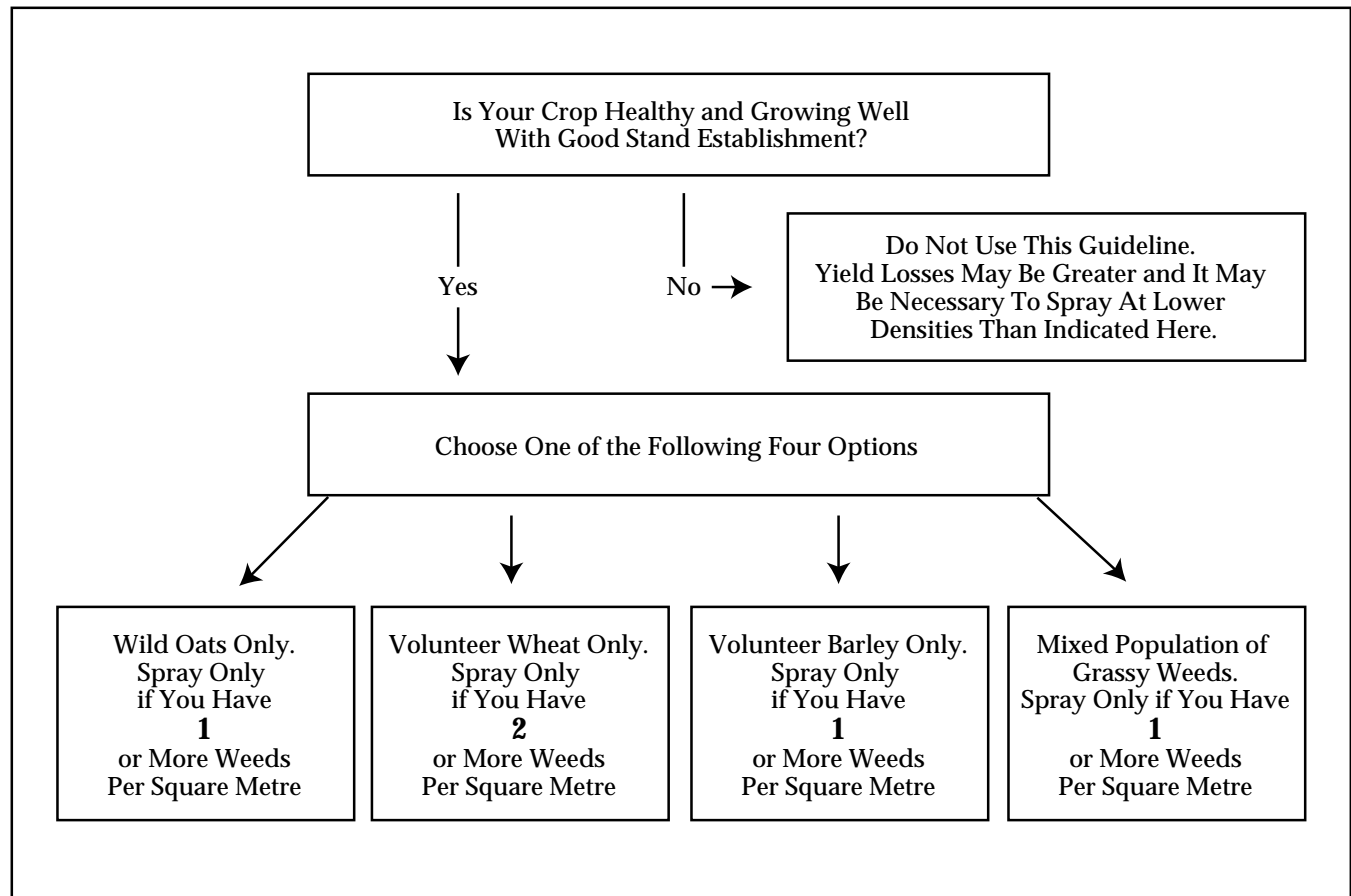 Is Your Crop Healthy and Growing Well
With Good Stand Establishment?
Yes
No
Do Not Use This Guideline.
Yield Losses May Be Greater and It May
Be Necessary To Spray At Lower
Densities Than Indicated Here.
Choose One of the Following Four Options
Wild Oats Only.
Spray Only
if You Have
1
or More Weeds
Per Square Metre
Volunteer Wheat Only.
Spray Only
if You Have
2
or More Weeds
Per Square Metre
Volunteer Barley Only.
Spray Only
if You Have
1
or More Weeds
Per Square Metre
Mixed Population of
Grassy Weeds.
Spray Only if You Have
1
or More Weeds
Per Square Metre